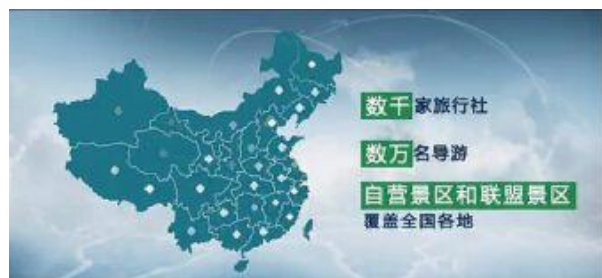 数千家旅行社
数万名导游
自营景区和联盟景区
覆盖全国各地